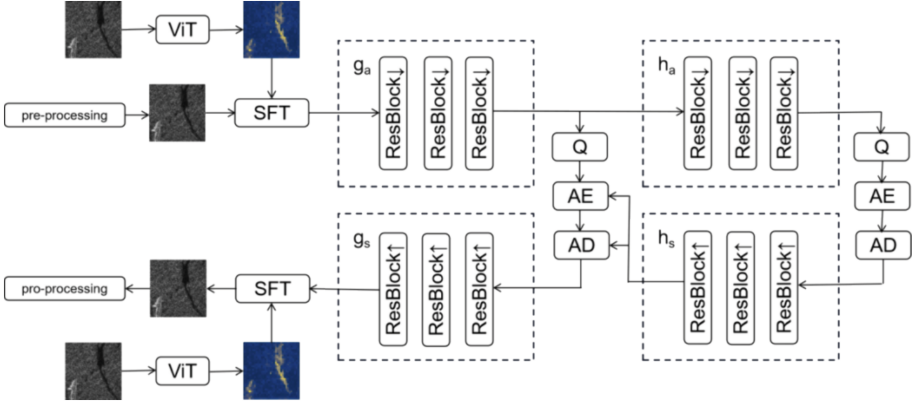 ViT
pre-processing
SFT
gₐ
ResBlock↓
ResBlock↓
ResBlock↓
hₐ
ResBlock↓
ResBlock↓
ResBlock↓
Q
Q
AE
AE
AD
AD
gₛ
ResBlock↑
ResBlock↑
ResBlock↑
hₛ
ResBlock↑
ResBlock↑
ResBlock↑
pro-processing
SFT
ViT